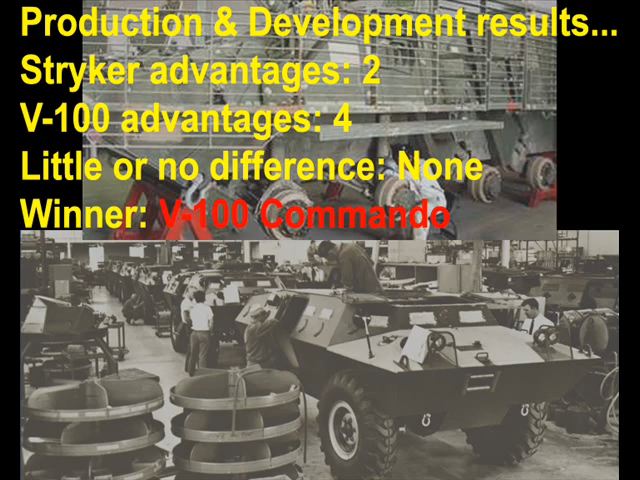 Production & Development results...
Stryker advantages: 2
V-100 advantages: 4
Little or no difference: None
Winner: V-100 Commando